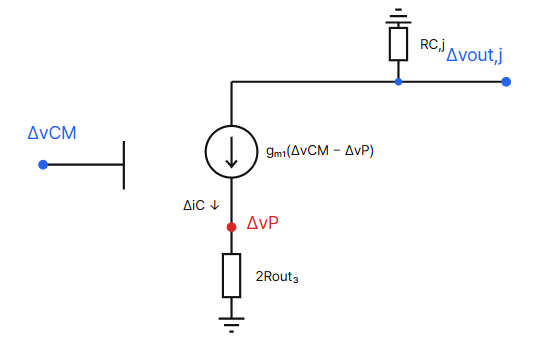 RC,j
Δvout,j
ΔvCM
gₘ₁(ΔvCM − ΔvP)
ΔiC ↓
ΔvP
2Rout₃